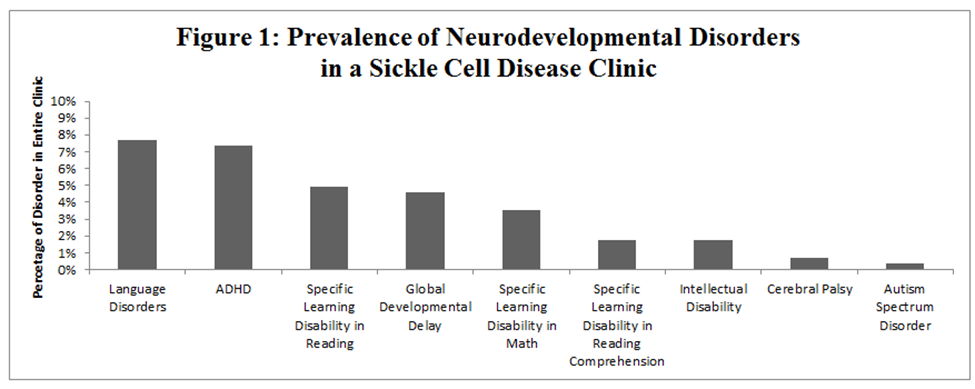 Figure 1: Prevalence of Neurodevelopmental Disorders
in a Sickle Cell Disease Clinic
Percetage of Disorder in Entire Clinic
10%
9%
8%
7%
6%
5%
4%
3%
2%
1%
0%
Language
Disorders
ADHD
Specific
Learning
Disability in
Reading
Global
Developmental
Delay
Specific
Learning
Disability in
Math
Specific
Learning
Disability in
Reading
Comprehension
Intellectual
Disability
Cerebral Palsy
Autism
Spectrum
Disorder